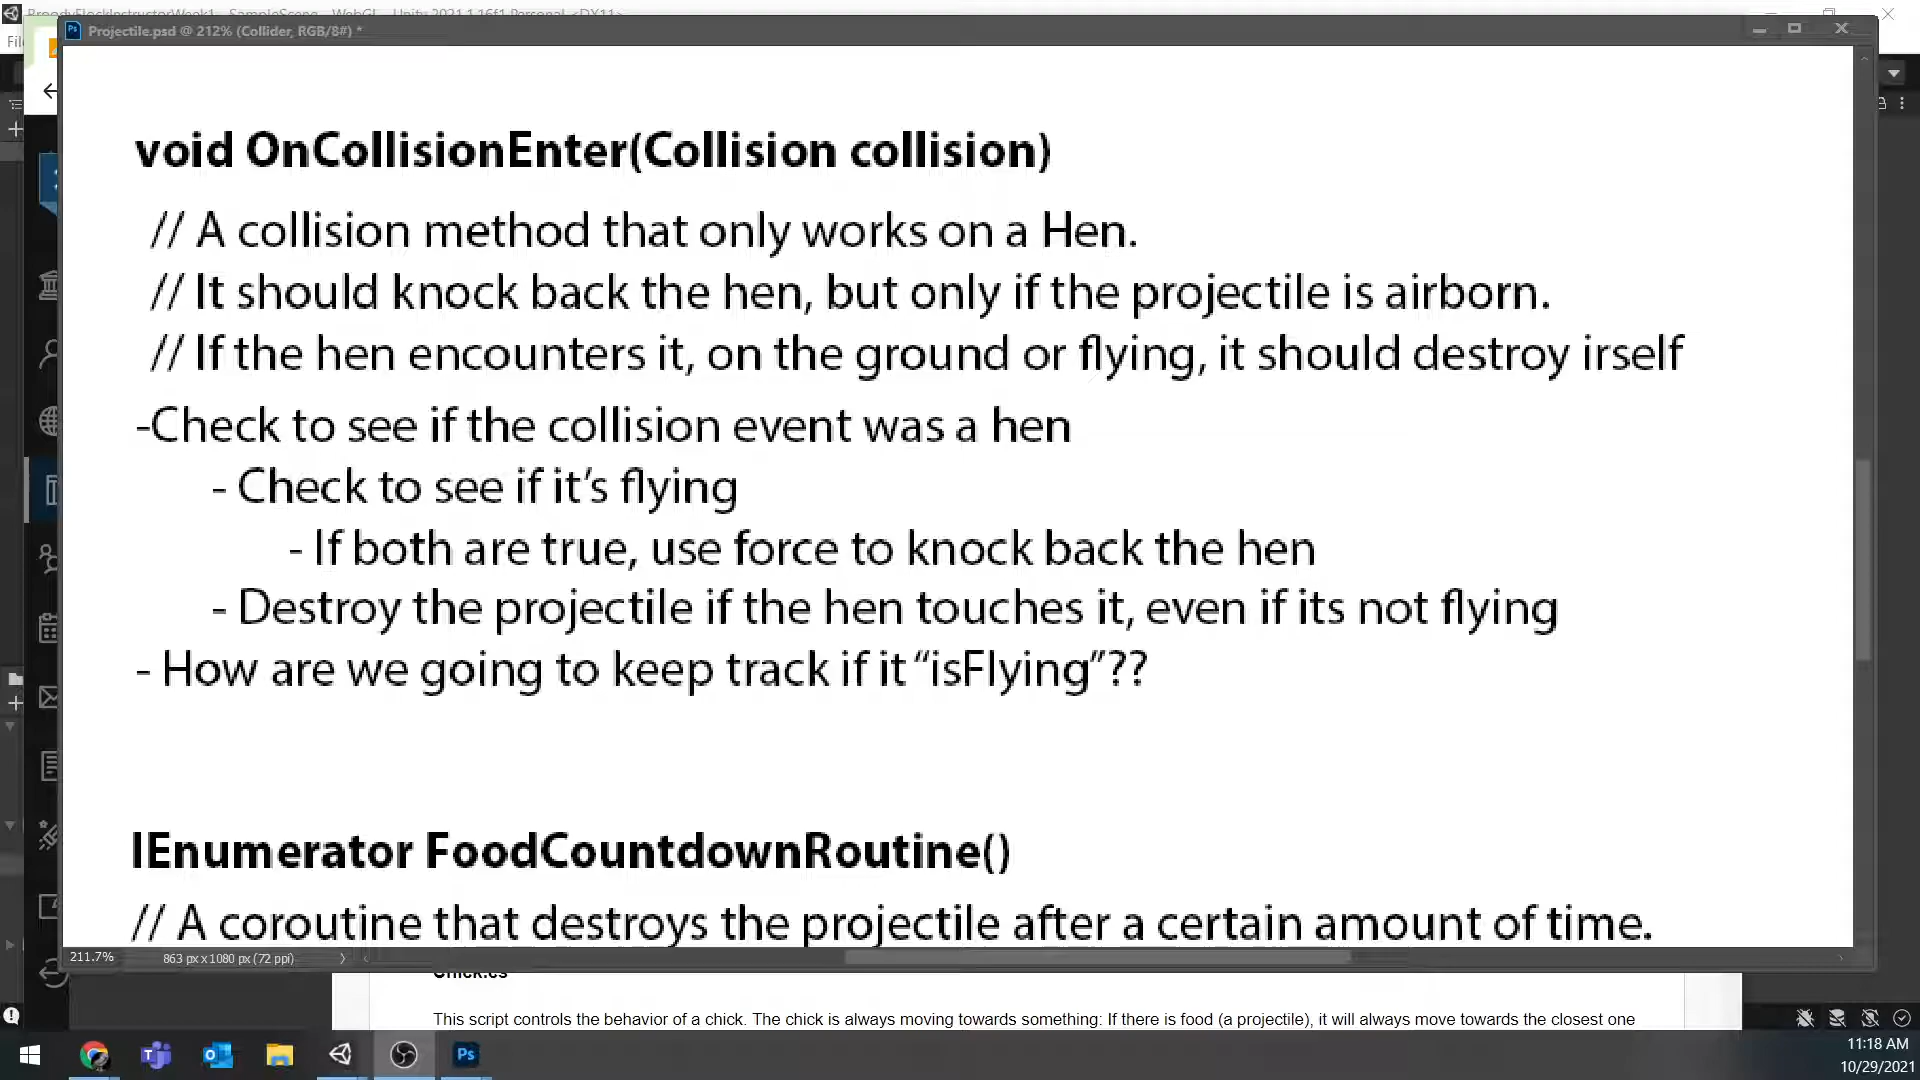 Projectile.psd @ 212% (Collider, RGB/8#) *
void OnCollisionEnter(Collision collision)
// A collision method that only works on a Hen.
// It should knock back the hen, but only if the projectile is airborn.
// If the hen encounters it, on the ground or flying, it should destroy irself
-Check to see if the collision event was a hen
- Check to see if it's flying
- If both are true, use force to knock back the hen
- Destroy the projectile if the hen touches it, even if its not flying
- How are we going to keep track if it “isFlying”??
IEnumerator FoodCountdownRoutine()
// A coroutine that destroys the projectile after a certain amount of time.
211.7%
863 px x 1080 px (72 ppi)
This script controls the behavior of a chick. The chick is always moving towards something: If there is food (a projectile), it will always move towards the closest one
11:18 AM
10/29/2021